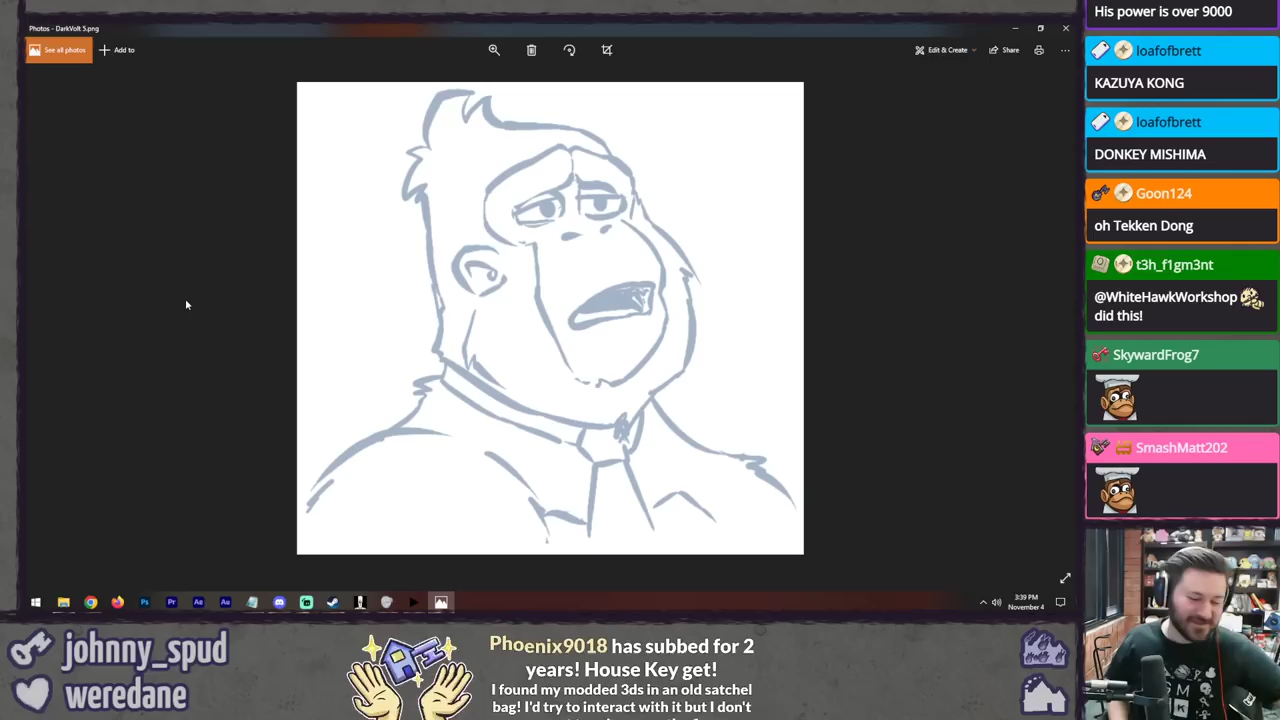 Photos - DarkVolt 5.png
See all photos
Add to
Edit & Create
Share
3:39 PM
November 4
His power is over 9000
loafofbrett
KAZUYA KONG
loafofbrett
DONKEY MISHIMA
Goon124
oh Tekken Dong
t3h_f1gm3nt
@WhiteHawkWorkshop
did this!
SkywardFrog7
SmashMatt202
johnny_spud
weredane
Phoenix9018 has subbed for 2
years! House Key get!
I found my modded 3ds in an old satchel
bag! I'd try to interact with it but I don't